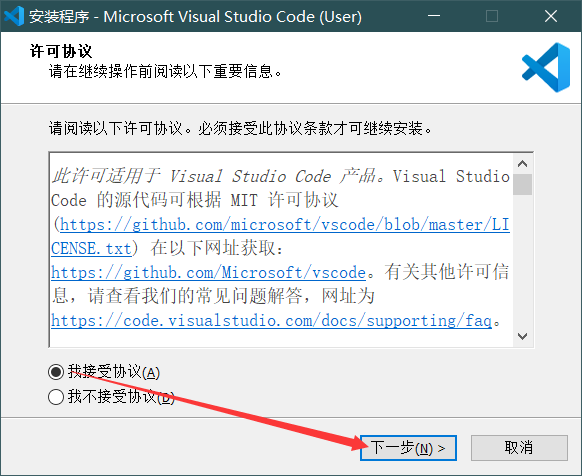 安装程序 - Microsoft Visual Studio Code (User)
许可协议
请在继续操作前阅读以下重要信息。
请阅读以下许可协议。必须接受此协议条款才可继续安装。
此许可适用于 Visual Studio Code 产品。Visual Studio
Code 的源代码可根据 MIT 许可协议
(https://github.com/microsoft/vscode/blob/master/LI
CENSE.txt) 在以下网址获取:
https://github.com/Microsoft/vscode。有关其他许可信
息，请查看我们的常见问题解答，网址为
https://code.visualstudio.com/docs/supporting/faq。
我接受协议(A)
我不接受协议(D)
下一步(N) >
取消